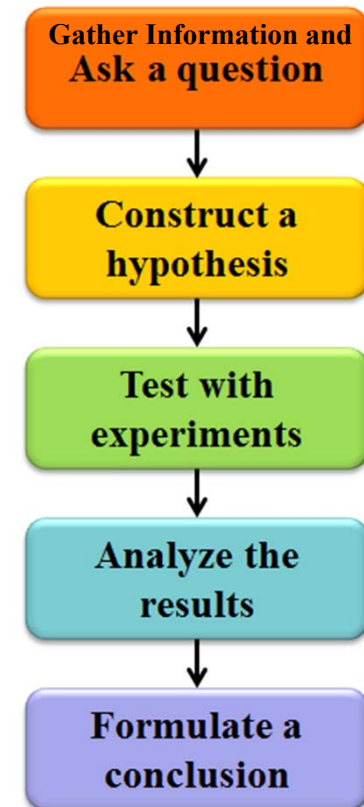 Gather Information and
Ask a question
Construct a
hypothesis
Test with
experiments
Analyze the
results
Formulate a
conclusion